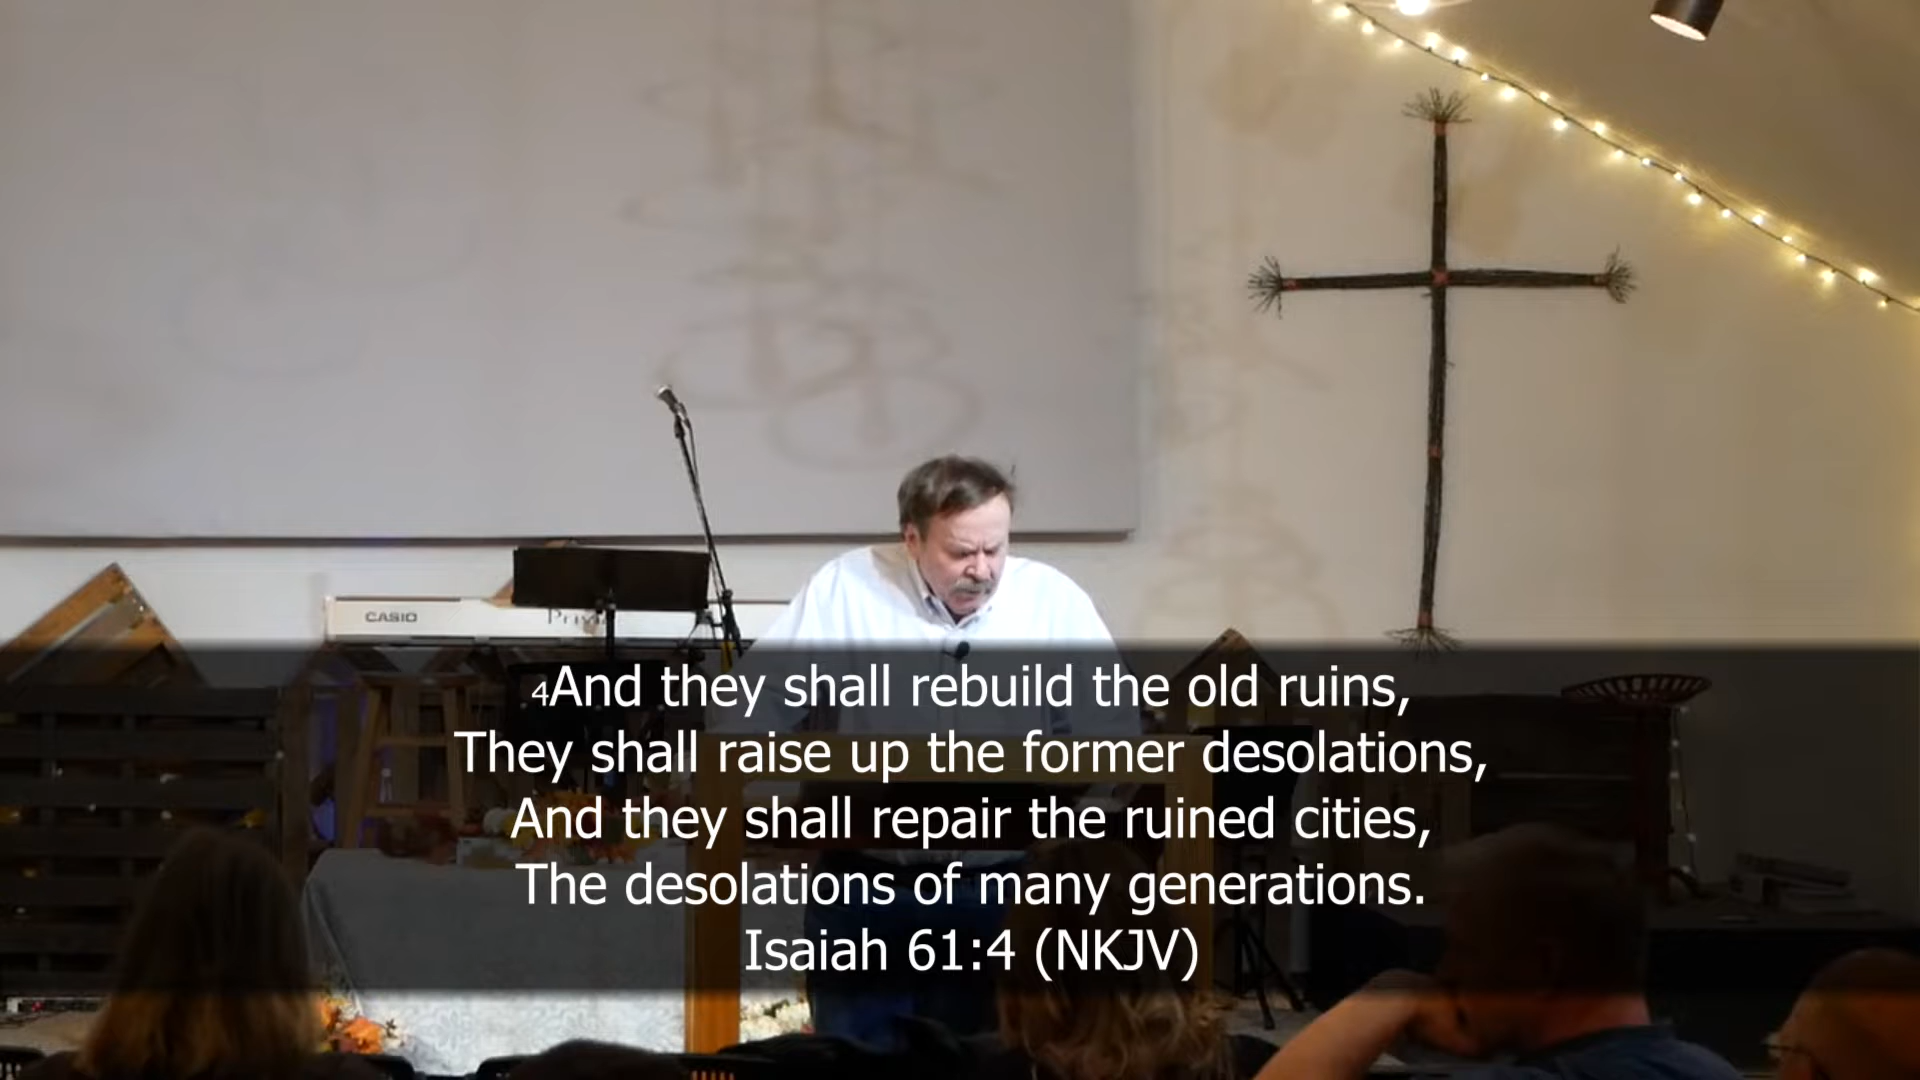 CASIO
Privia
4And they shall rebuild the old ruins,
They shall raise up the former desolations,
And they shall repair the ruined cities,
The desolations of many generations.
Isaiah 61:4 (NKJV)